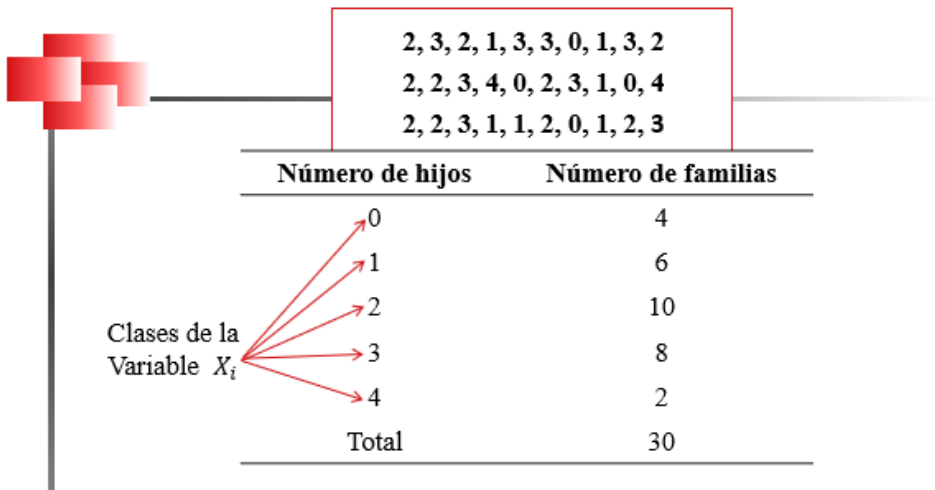 2, 3, 2, 1, 3, 3, 0, 1, 3, 2
2, 2, 3, 4, 0, 2, 3, 1, 0, 4
2, 2, 3, 1, 1, 2, 0, 1, 2, 3
Número de hijos Número de familias
0 4
1 6
2 10
Clases de la
Variable Xᵢ
3 8
4 2
Total 30